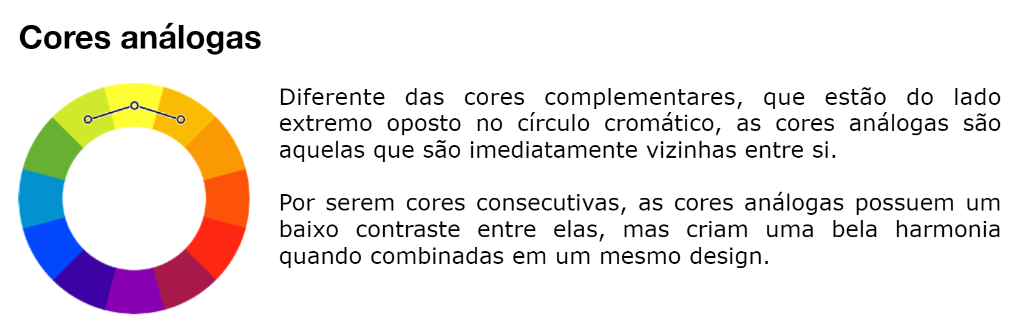 Cores análogas
Diferente das cores complementares, que estão do lado
extremo oposto no círculo cromático, as cores análogas são
aquelas que são imediatamente vizinhas entre si.
Por serem cores consecutivas, as cores análogas possuem um
baixo contraste entre elas, mas criam uma bela harmonia
quando combinadas em um mesmo design.